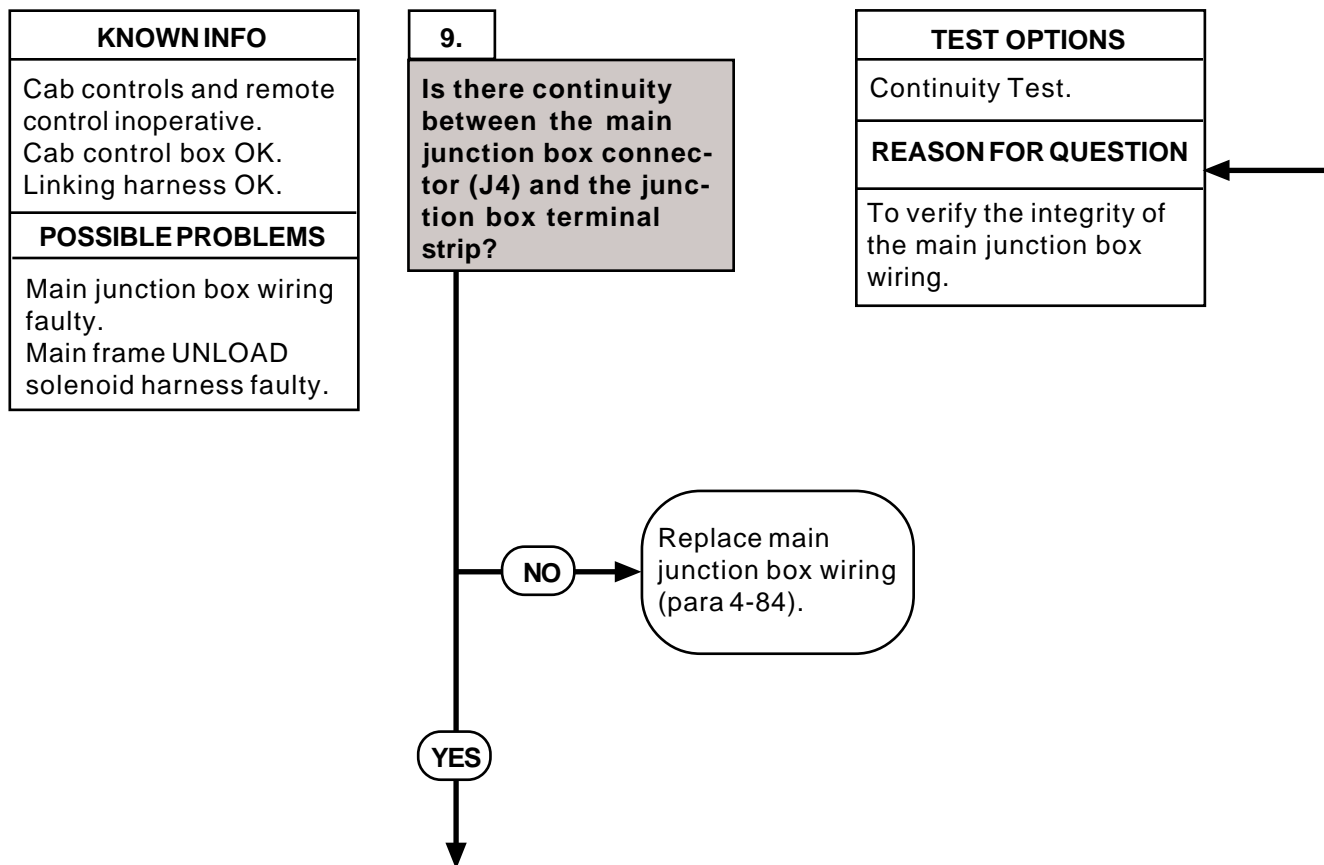 KNOWN INFO
Cab controls and remote
control inoperative.
Cab control box OK.
Linking harness OK.
POSSIBLE PROBLEMS
Main junction box wiring
faulty.
Main frame UNLOAD
solenoid harness faulty.
9.
Is there continuity
between the main
junction box connec-
tor (J4) and the junc-
tion box terminal
strip?
TEST OPTIONS
Continuity Test.
REASON FOR QUESTION
To verify the integrity of
the main junction box
wiring.
NO
Replace main
junction box wiring
(para 4-84).
YES